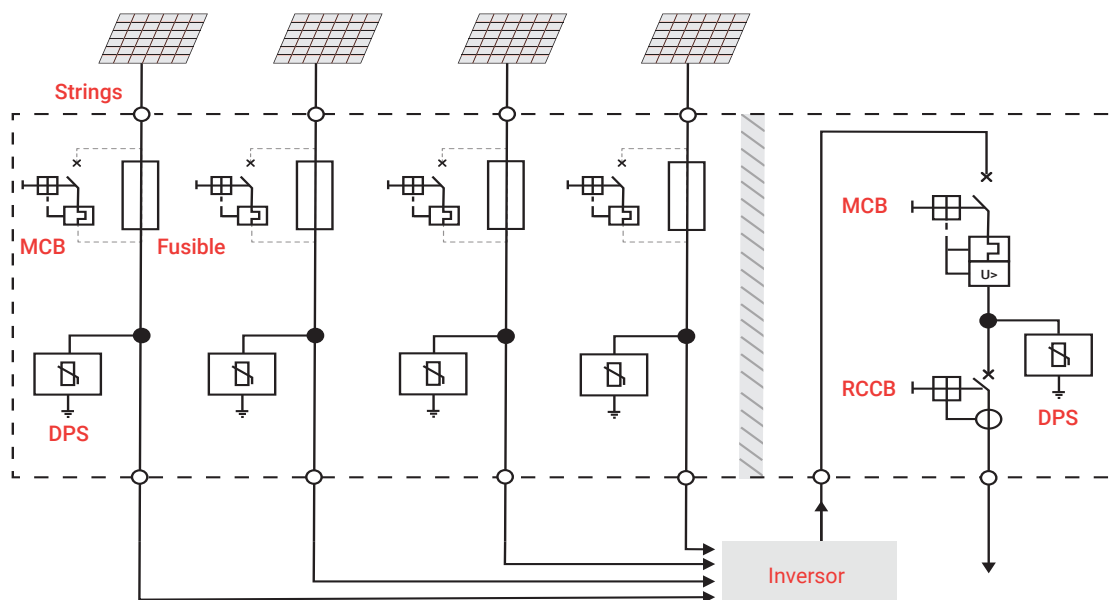 Strings
MCB
Fusible
MCB
U>
RCCB
DPS
DPS
Inversor